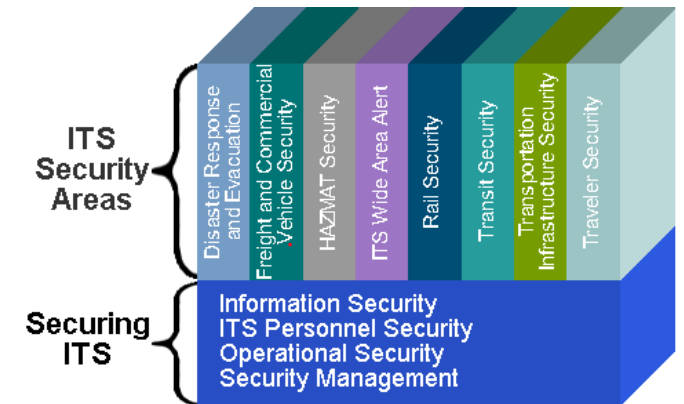 ITS
Security
Areas
Disaster Response
and Evacuation
Freight and Commercial
Vehicle Security
HAZMAT Security
ITS Wide Area Alert
Rail Security
Transit Security
Transportation
Infrastructure Security
Traveler Security
Securing
ITS
Information Security
ITS Personnel Security
Operational Security
Security Management